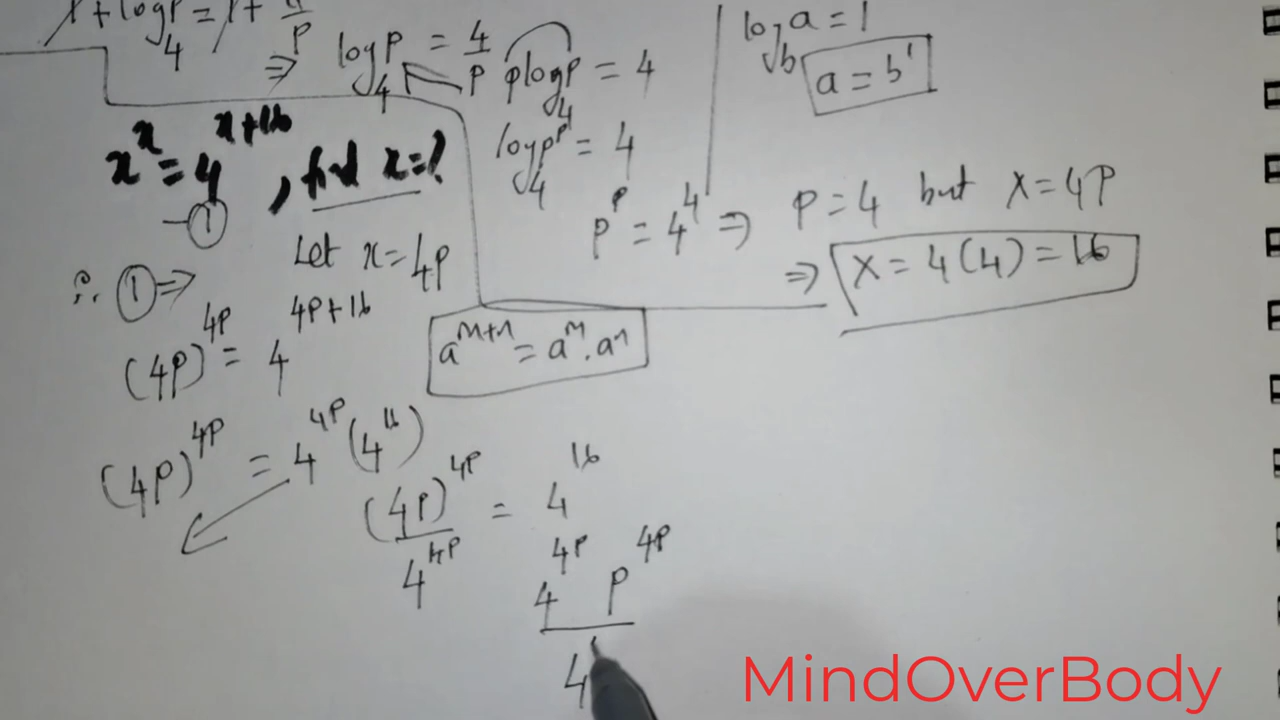 x + log₄P = x + 4/P
⇒ log₄P = 4/P
P log₄P = 4
log₄P^P = 4
P^P = 4^4 ⇒ P = 4 but X = 4P
⇒ X = 4(4) = 16
log_b a = 1
a = b^1
x^x = 4^(x+16), find x=?
–①
Let x = 4P
∴ ① ⇒
(4P)^4P = 4^(4P+16)
a^(m+n) = a^m . a^n
(4P)^4P = 4^4P (4^16)
(4P)^4P / 4^4P = 4^16
4^4P P^4P / 4
MindOverBody